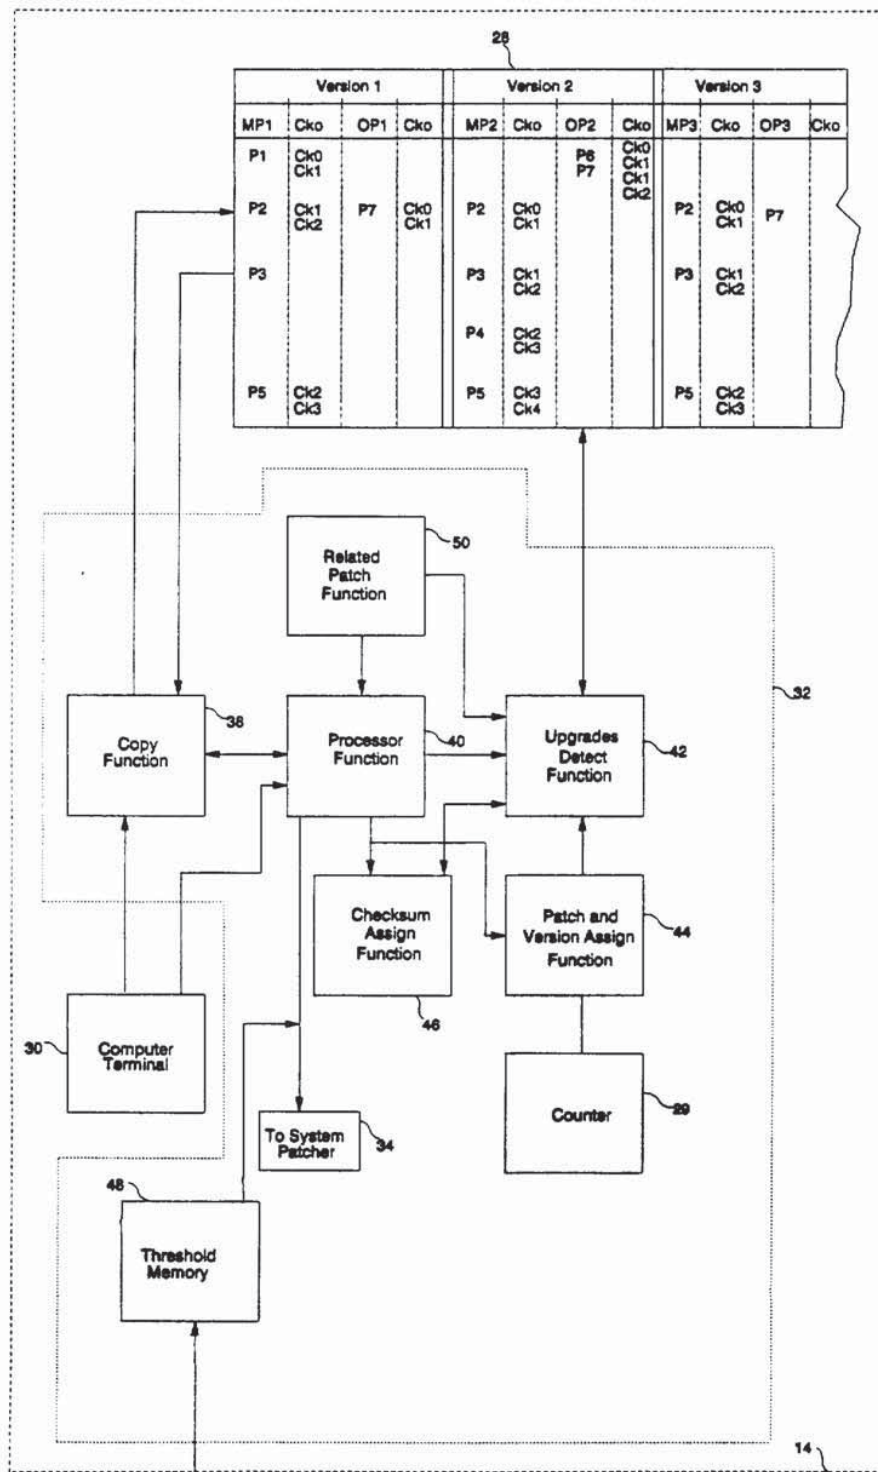 28
Version 1 Version 2 Version 3
MP1 Cko OP1 Cko MP2 Cko OP2 Cko MP3 Cko OP3 Cko
P1 Ck0 P6 Ck0
Ck1 P7 Ck1
Ck1
Ck2
P2 Ck1 P7 Ck0 P2 Ck0 P2 Ck0 P7
Ck2 Ck1 Ck1 Ck1
P3 P3 Ck1 P3 Ck1
Ck2 Ck2
P4 Ck2
Ck3
P5 Ck2 P5 Ck3 P5 Ck2
Ck3 Ck4 Ck3
50
Related
Patch
Function
32
38
Copy
Function
Processor
Function
40
Upgrades
Detect
Function
42
Checksum
Assign
Function
46
Patch and
Version Assign
Function
44
30
Computer
Terminal
To System
Patcher
34
Counter
29
48
Threshold
Memory
14